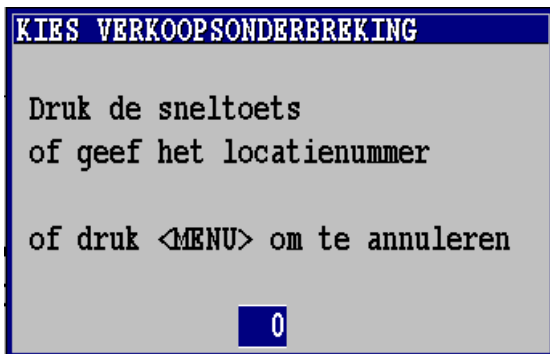 KIES VERKOOPSONDERBREKING
Druk de sneltoets
of geef het locatienummer
of druk <MENU> om te annuleren
0